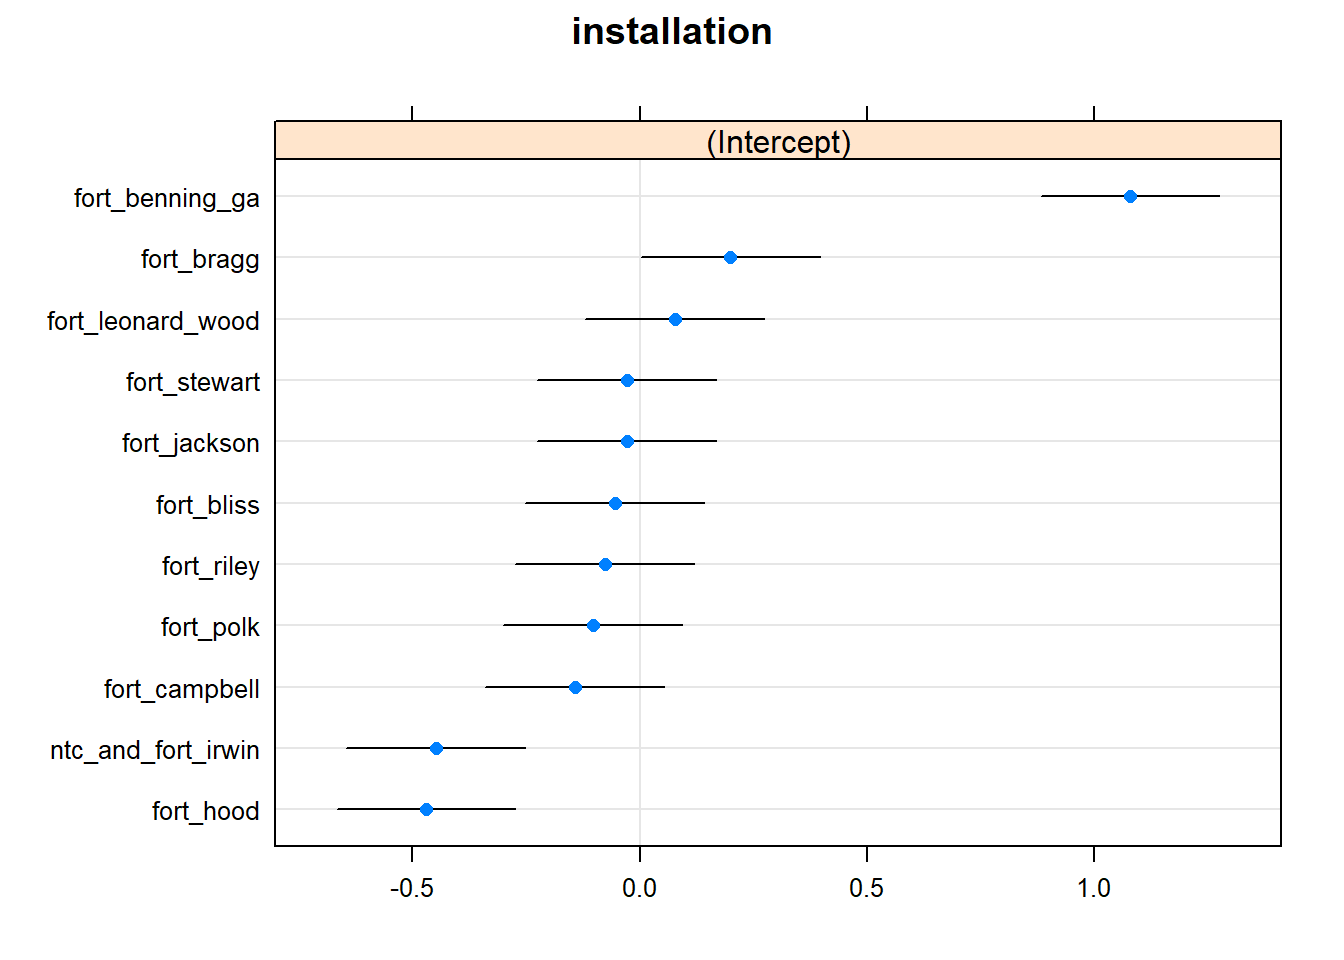 installation
(Intercept)
fort_benning_ga
fort_bragg
fort_leonard_wood
fort_stewart
fort_jackson
fort_bliss
fort_riley
fort_polk
fort_campbell
ntc_and_fort_irwin
fort_hood
-0.5 0.0 0.5 1.0